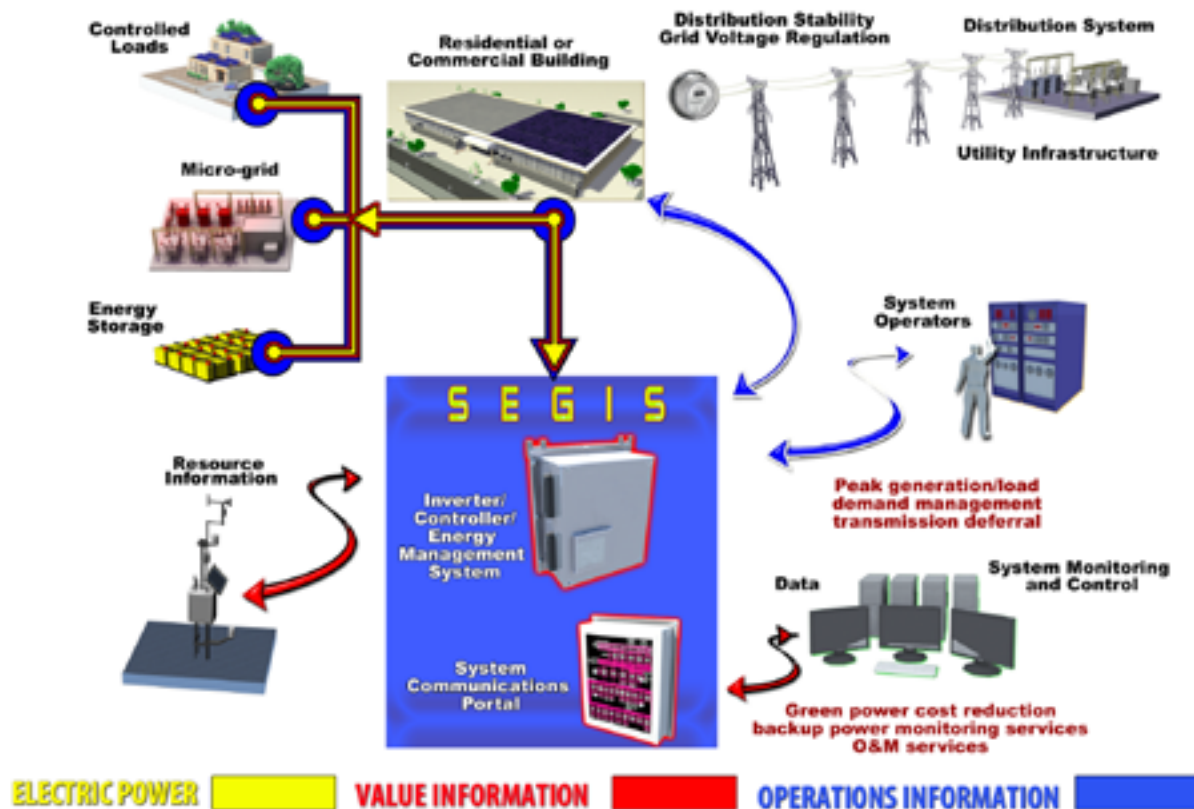 Controlled
Loads
Residential or
Commercial Building
Distribution Stability
Grid Voltage Regulation
Distribution System
Utility Infrastructure
Micro-grid
Energy
Storage
System
Operators
SEGIS
Resource
Information
Inverter/
Controller/
Energy
Management
System
Peak generation/load
demand management
transmission deferral
Data
System Monitoring
and Control
System
Communications
Portal
Green power cost reduction
backup power monitoring services
O&M services
ELECTRIC POWER
VALUE INFORMATION
OPERATIONS INFORMATION